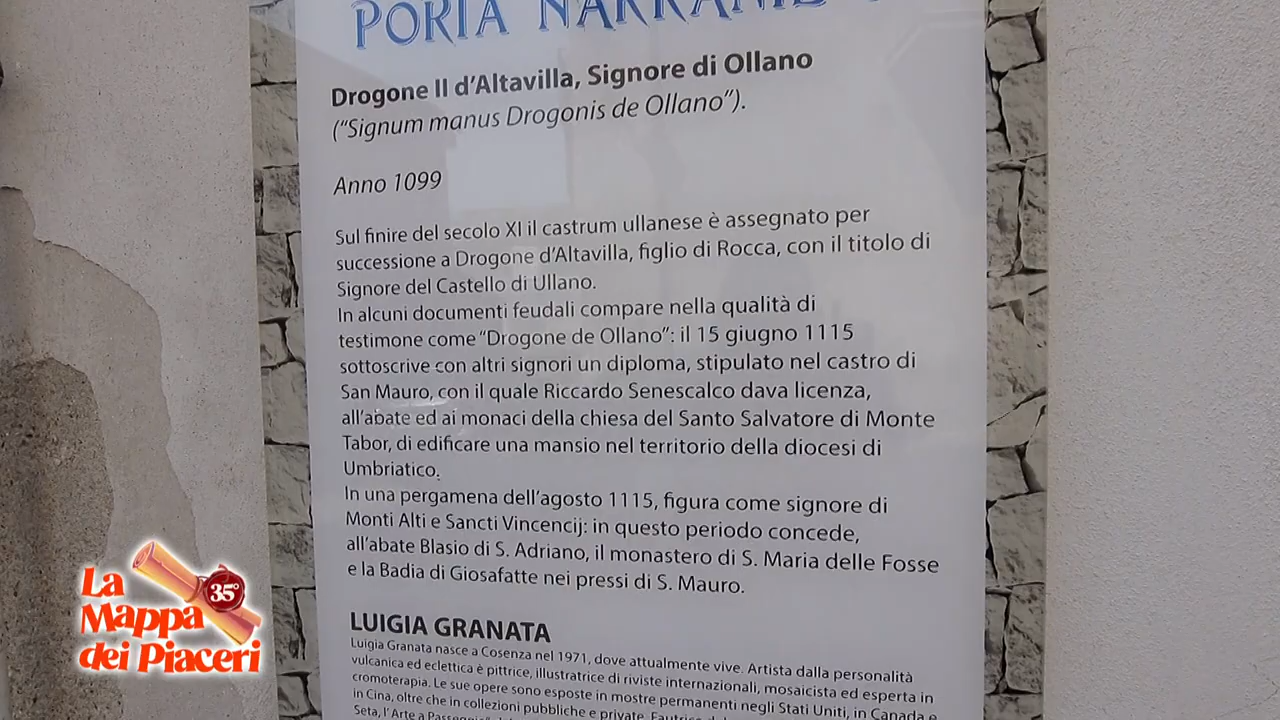 PORTA NARRANTE
Drogone II d'Altavilla, Signore di Ollano
("Signum manus Drogonis de Ollano").
Anno 1099
Sul finire del secolo XI il castrum ullanese è assegnato per
successione a Drogone d'Altavilla, figlio di Rocca, con il titolo di
Signore del Castello di Ullano.
In alcuni documenti feudali compare nella qualità di
testimone come "Drogone de Ollano": il 15 giugno 1115
sottoscrive con altri signori un diploma, stipulato nel castro di
San Mauro, con il quale Riccardo Senescalco dava licenza,
all'abate ed ai monaci della chiesa del Santo Salvatore di Monte
Tabor, di edificare una mansio nel territorio della diocesi di
Umbriatico.
In una pergamena dell'agosto 1115, figura come signore di
Monti Alti e Sancti Vincencij: in questo periodo concede,
all'abate Blasio di S. Adriano, il monastero di S. Maria delle Fosse
e la Badia di Giosafatte nei pressi di S. Mauro.
LUIGIA GRANATA
Luigia Granata nasce a Cosenza nel 1971, dove attualmente vive. Artista dalla personalità
vulcanica ed eclettica è pittrice, illustratrice di riviste internazionali, mosaicista ed esperta in
cromoterapia. Le sue opere sono esposte in mostre permanenti negli Stati Uniti, in Canada e
in Cina, oltre che in collezioni pubbliche e private.
Seta, l'Arte a
La
Mappa
dei Piaceri
35°